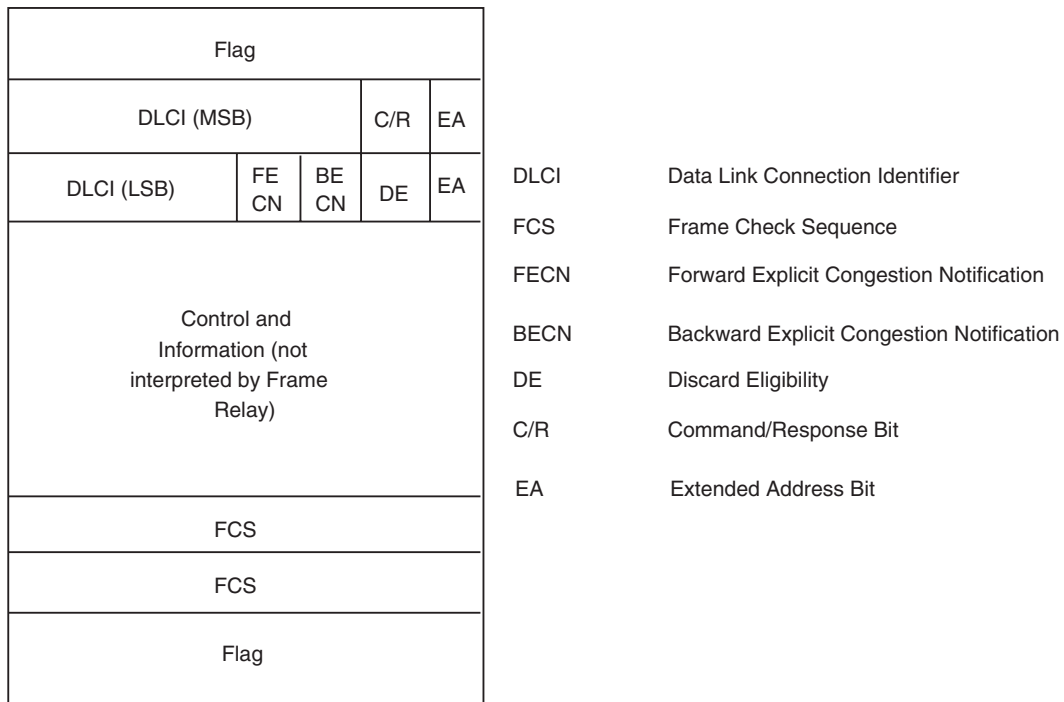 Flag
DLCI (MSB)
C/R
EA
DLCI (LSB)
FE
CN
BE
CN
DE
EA
Control and
Information (not
interpreted by Frame
Relay)
FCS
FCS
Flag
DLCI Data Link Connection Identifier
FCS Frame Check Sequence
FECN Forward Explicit Congestion Notification
BECN Backward Explicit Congestion Notification
DE Discard Eligibility
C/R Command/Response Bit
EA Extended Address Bit